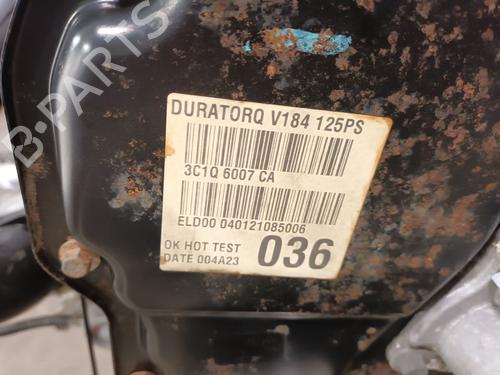 B-PARTS
DURATORQ V184 125PS
3C1Q 6007 CA
ELD00 040121085006
OK HOT TEST
DATE 004A23
036